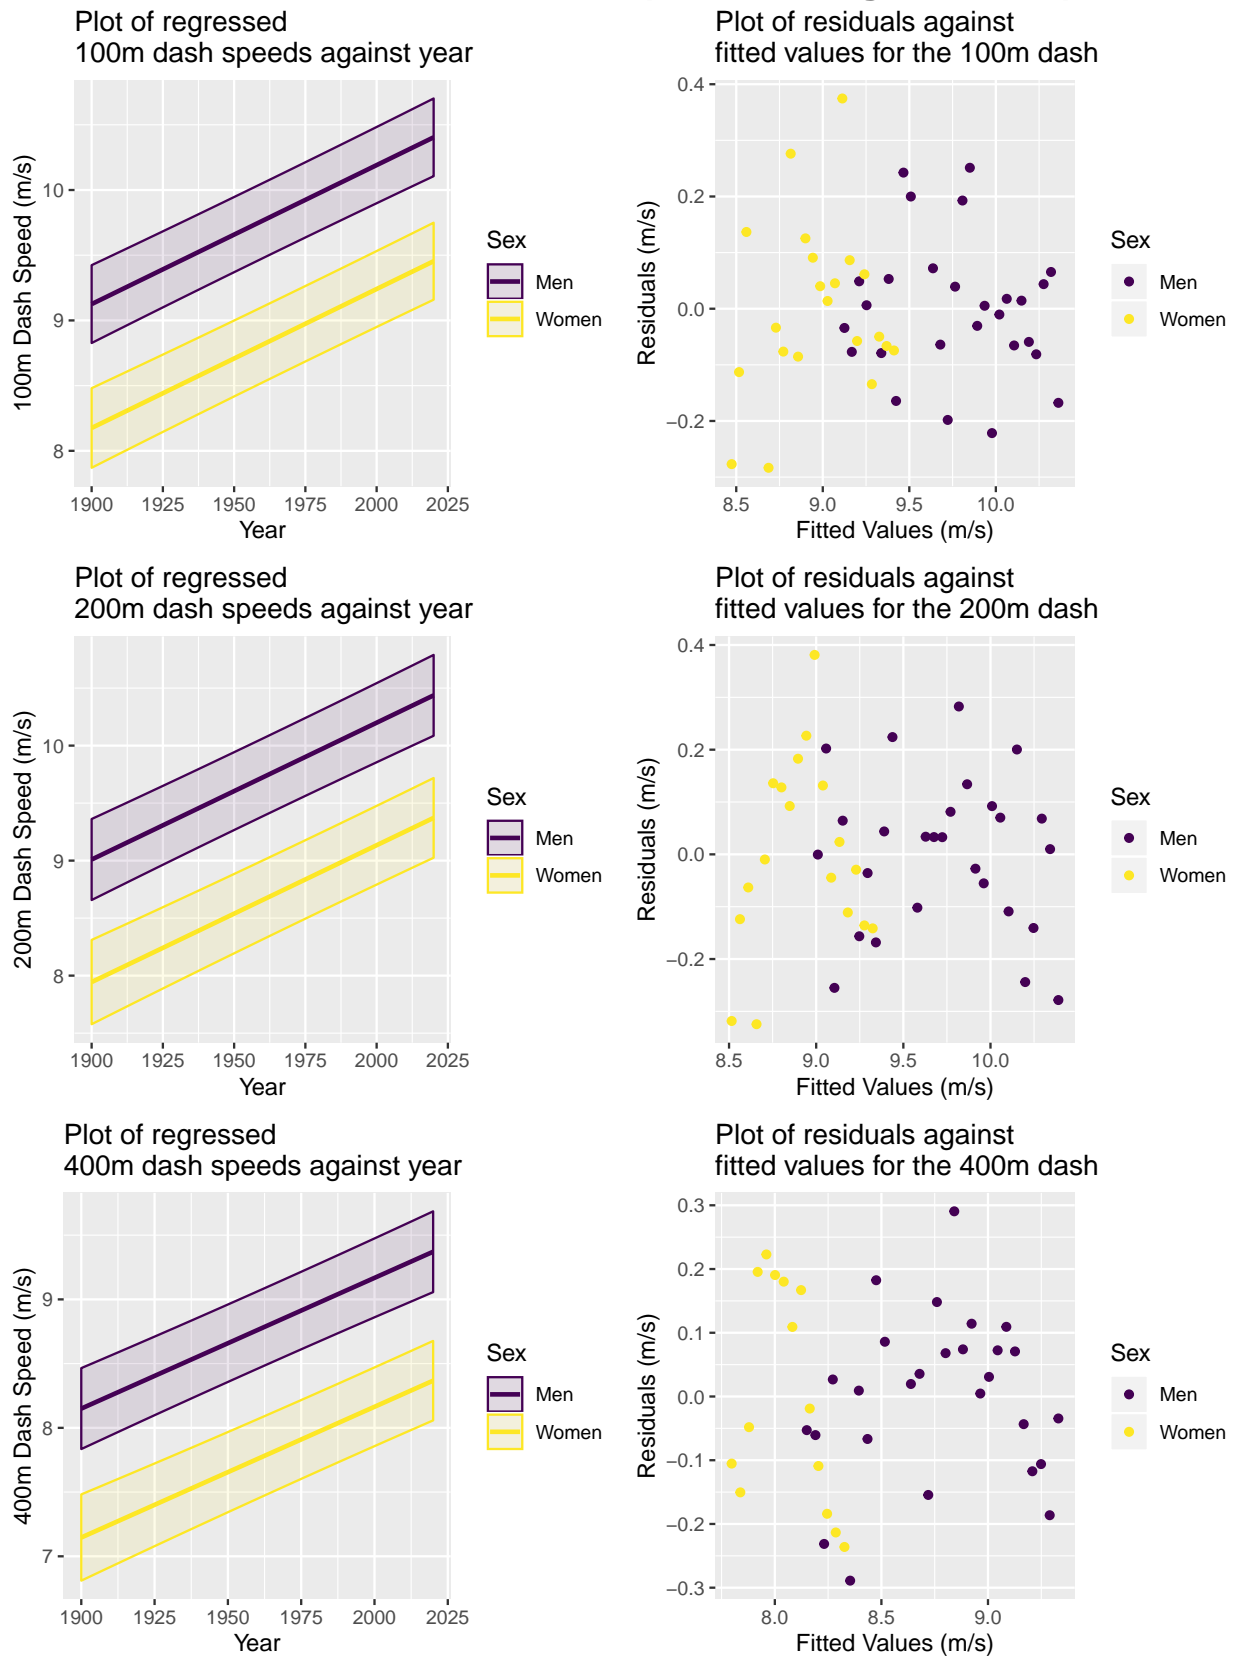 Plot of regressed
100m dash speeds against year
100m Dash Speed (m/s)
10
9
8
1900 1925 1950 1975 2000 2025
Year
Sex
Men
Women
Plot of residuals against
fitted values for the 100m dash
Residuals (m/s)
0.4
0.2
0.0
−0.2
8.5 9.0 9.5 10.0
Fitted Values (m/s)
Sex
Men
Women
Plot of regressed
200m dash speeds against year
200m Dash Speed (m/s)
10
9
8
1900 1925 1950 1975 2000 2025
Year
Sex
Men
Women
Plot of residuals against
fitted values for the 200m dash
Residuals (m/s)
0.4
0.2
0.0
−0.2
8.5 9.0 9.5 10.0
Fitted Values (m/s)
Sex
Men
Women
Plot of regressed
400m dash speeds against year
400m Dash Speed (m/s)
9
8
7
1900 1925 1950 1975 2000 2025
Year
Sex
Men
Women
Plot of residuals against
fitted values for the 400m dash
Residuals (m/s)
0.3
0.2
0.1
0.0
−0.1
−0.2
−0.3
8.0 8.5 9.0
Fitted Values (m/s)
Sex
Men
Women